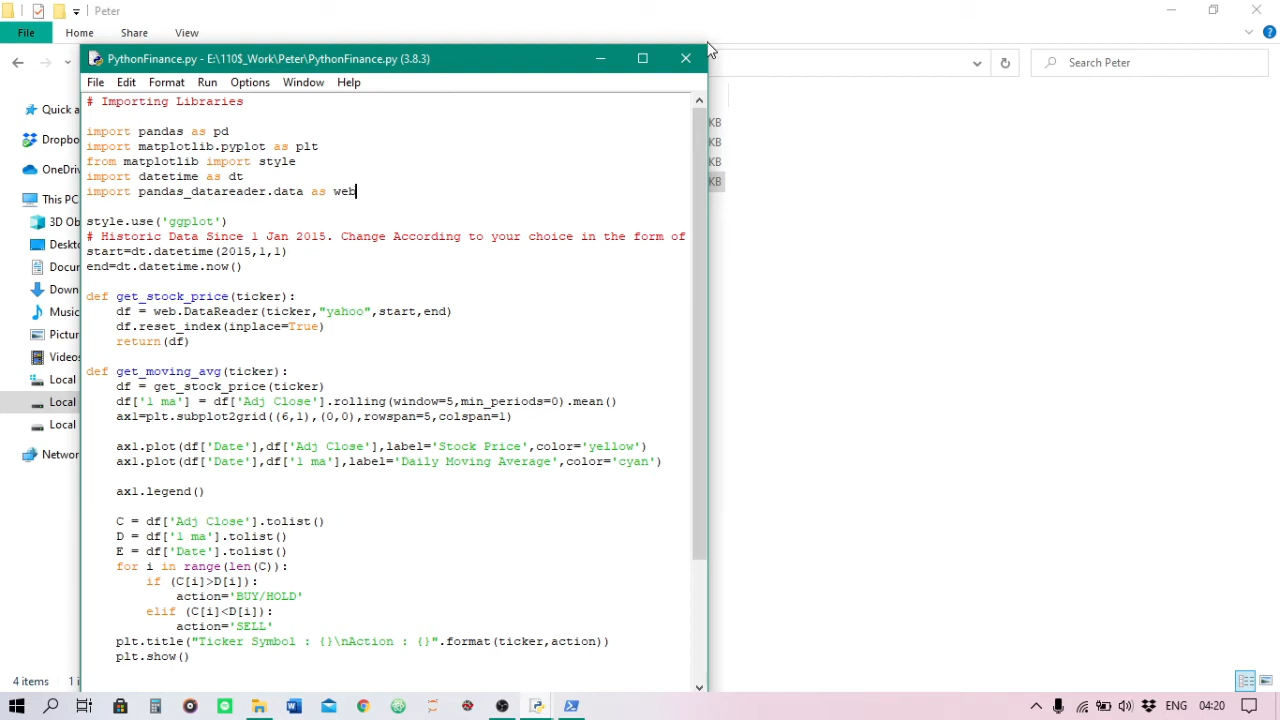 Peter
File
Home
Share
View
PythonFinance.py - E:\110$_Work\Peter\PythonFinance.py (3.8.3)
Search Peter
File Edit Format Run Options Window Help
# Importing Libraries
import pandas as pd
import matplotlib.pyplot as plt
from matplotlib import style
import datetime as dt
import pandas_datareader.data as web
style.use('ggplot')
# Historic Data Since 1 Jan 2015. Change According to your choice in the form of
start=dt.datetime(2015,1,1)
end=dt.datetime.now()
def get_stock_price(ticker):
df = web.DataReader(ticker,"yahoo",start,end)
df.reset_index(inplace=True)
return(df)
def get_moving_avg(ticker):
df = get_stock_price(ticker)
df['1 ma'] = df['Adj Close'].rolling(window=5,min_periods=0).mean()
ax1=plt.subplot2grid((6,1),(0,0),rowspan=5,colspan=1)
ax1.plot(df['Date'],df['Adj Close'],label='Stock Price',color='yellow')
ax1.plot(df['Date'],df['1 ma'],label='Daily Moving Average',color='cyan')
ax1.legend()
C = df['Adj Close'].tolist()
D = df['1 ma'].tolist()
E = df['Date'].tolist()
for i in range(len(C)):
if (C[i]>D[i]):
action='BUY/HOLD'
elif (C[i]<D[i]):
action='SELL'
plt.title("Ticker Symbol : {}\nAction : {}".format(ticker,action))
plt.show()
Quick a
Dropbo
OneDriv
This PC
3D Ob
Deskto
Docu
Down
Music
Pictur
Videos
Local
Local
Local
Networ
KB
KB
KB
KB
4 items
ENG
04:20